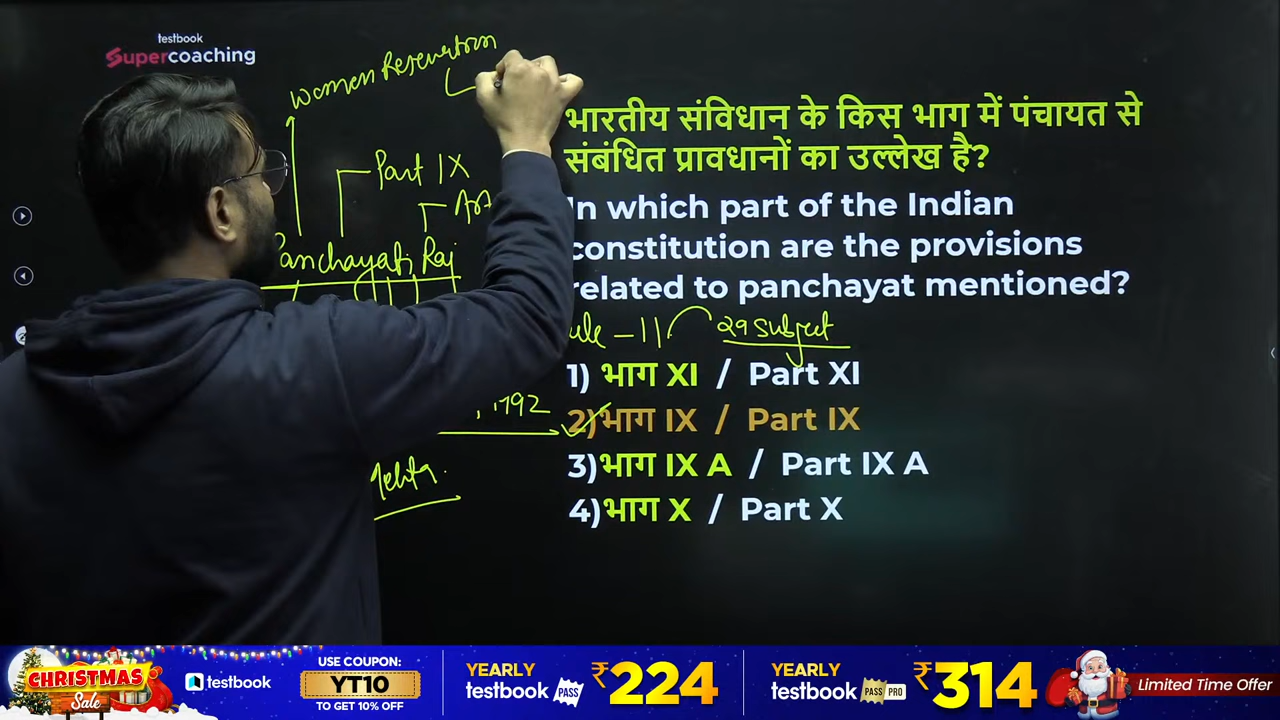 testbook
Supercoaching
women Reservation
Part IX
Panchayati Raj
भारतीय संविधान के किस भाग में पंचायत से
संबंधित प्रावधानों का उल्लेख है?
In which part of the Indian
constitution are the provisions
related to panchayat mentioned?
-11
29 subject
1) भाग XI / Part XI
2)भाग IX / Part IX
3)भाग IX A / Part IX A
4)भाग X / Part X
CHRISTMAS
Sale
testbook
USE COUPON:
YT10
TO GET 10% OFF
YEARLY
testbook PASS
₹224
YEARLY
testbook PASS PRO
₹314
Limited Time Offer